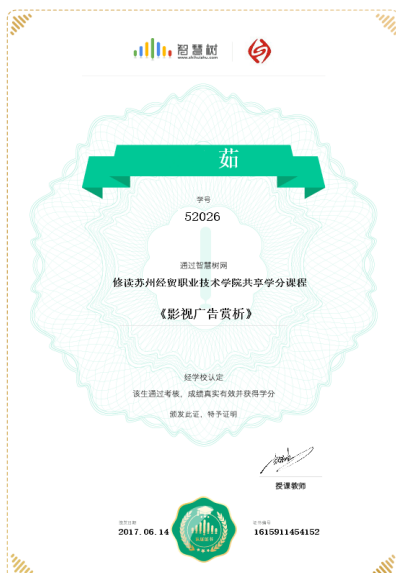 智慧树
www.zhihuishu.com
茹
学号
52026
通过智慧树网
修读苏州经贸职业技术学院共享学分课程
《影视广告赏析》
经学校认定
该生通过考核，成绩真实有效并获得学分
颁发此证，特予证明
授课教师
2017.06.14
证书编号
1615911454152